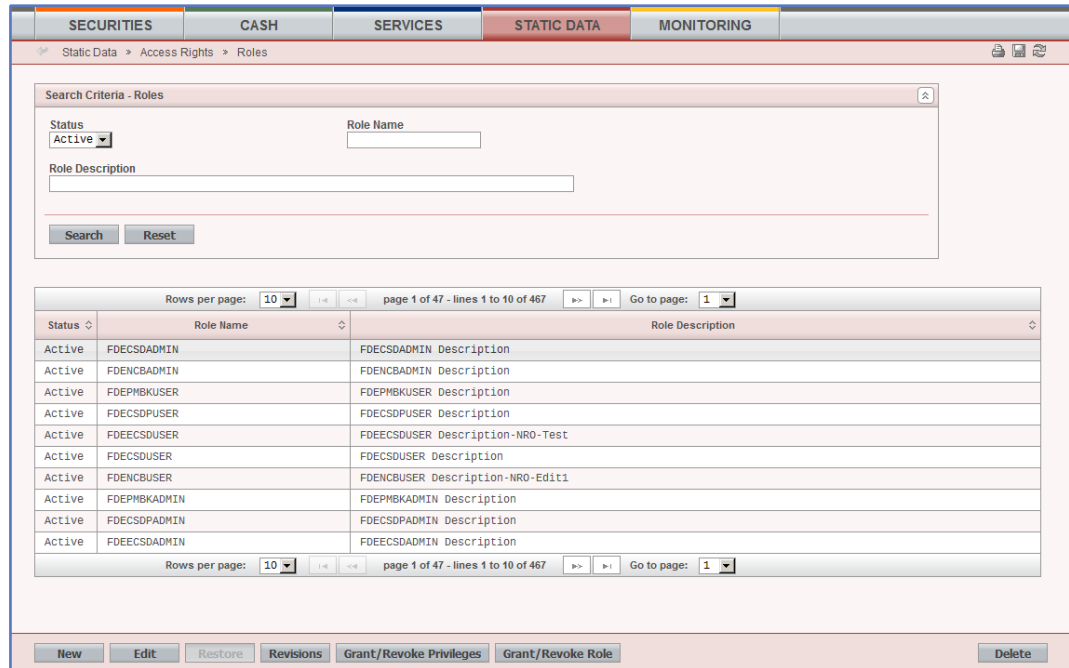 SECURITIES CASH SERVICES STATIC DATA MONITORING
Static Data » Access Rights » Roles
Search Criteria - Roles
Status Role Name
Active
Role Description
Search Reset
Rows per page: 10 page 1 of 47 - lines 1 to 10 of 467 Go to page: 1
Status Role Name Role Description
Active FDECSDADMIN FDECSDADMIN Description
Active FDENCBADMIN FDENCBADMIN Description
Active FDEPMBKUSER FDEPMBKUSER Description
Active FDECSDPUSER FDECSDPUSER Description
Active FDEECSDUSER FDEECSDUSER Description-NRO-Test
Active FDECSDUSER FDECSDUSER Description
Active FDENCBUSER FDENCBUSER Description-NRO-Edit1
Active FDEPMBKADMIN FDEPMBKADMIN Description
Active FDECSDPADMIN FDECSDPADMIN Description
Active FDEECSDADMIN FDEECSDADMIN Description
Rows per page: 10 page 1 of 47 - lines 1 to 10 of 467 Go to page: 1
New Edit Restore Revisions Grant/Revoke Privileges Grant/Revoke Role Delete